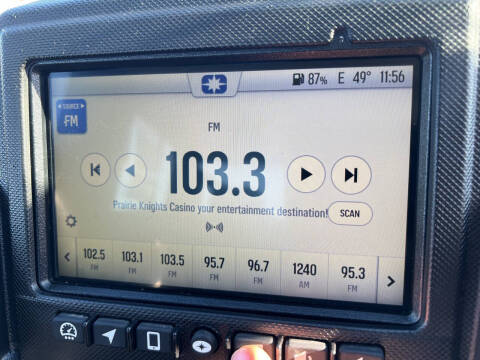 87% E 49° 11:56
SOURCE
FM
FM
103.3
Prairie Knights Casino your entertainment destination!
SCAN
102.5 103.1 103.5 95.7 96.7 1240 95.3
FM FM FM FM FM AM FM